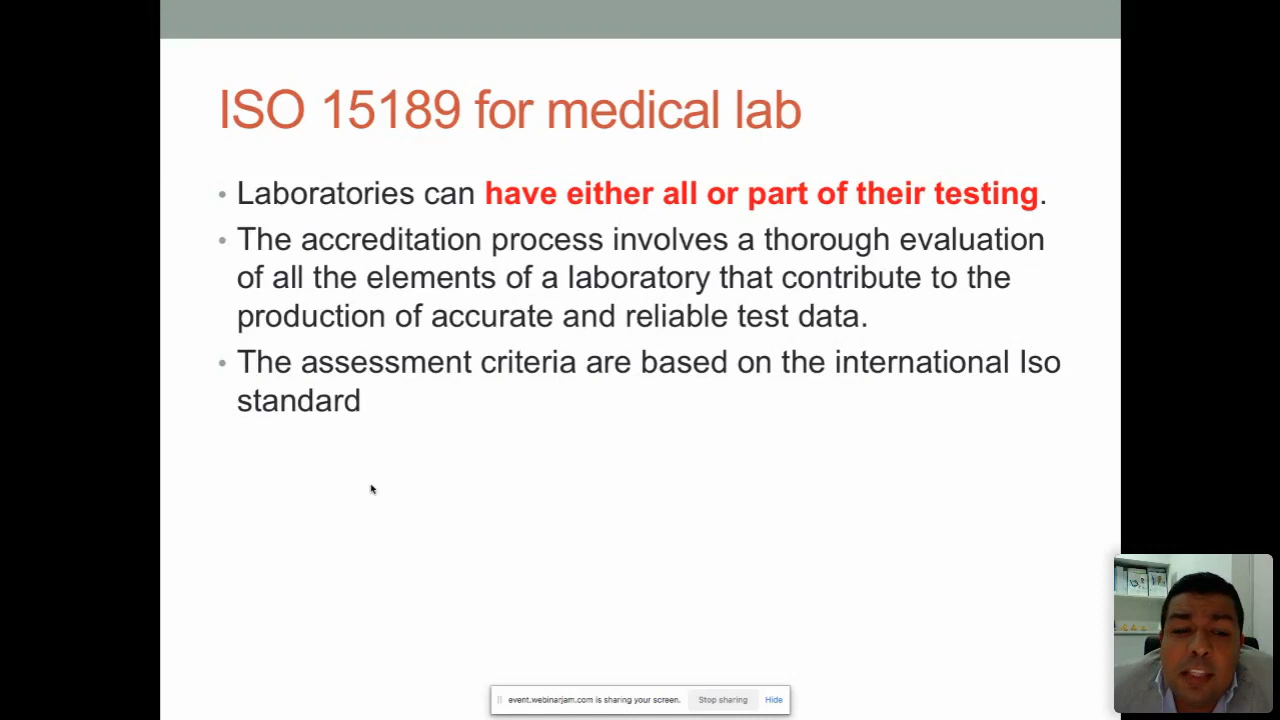 ISO 15189 for medical lab
• Laboratories can have either all or part of their testing.
• The accreditation process involves a thorough evaluation
of all the elements of a laboratory that contribute to the
production of accurate and reliable test data.
• The assessment criteria are based on the international Iso
standard
event.webinarjam.com is sharing your screen. Stop sharing Hide